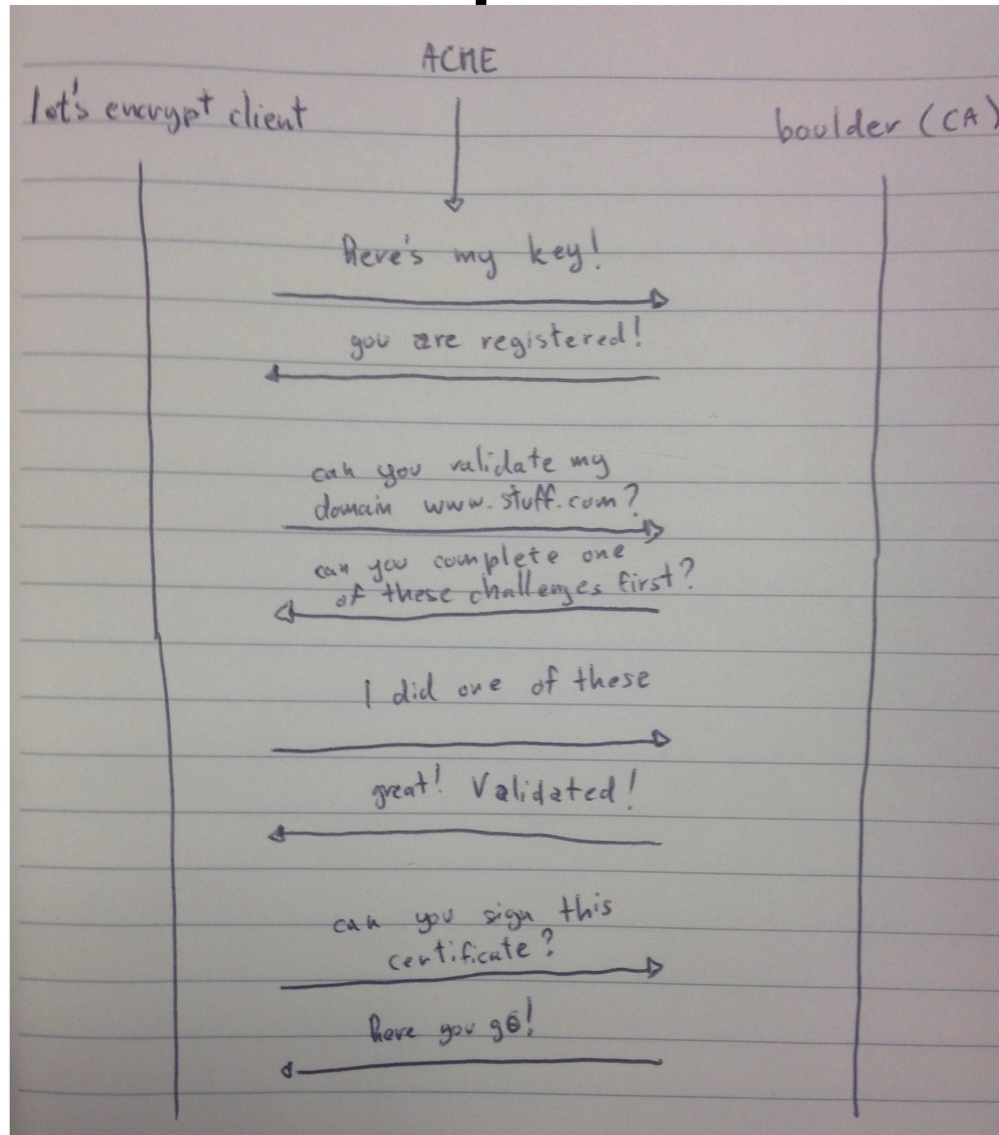 ACME
let's encrypt client
boulder (CA)
here's my key!
you are registered!
can you validate my
domain www.stuff.com?
can you complete one
of these challenges first?
I did one of these
great! Validated!
can you sign this
certificate?
here you go!